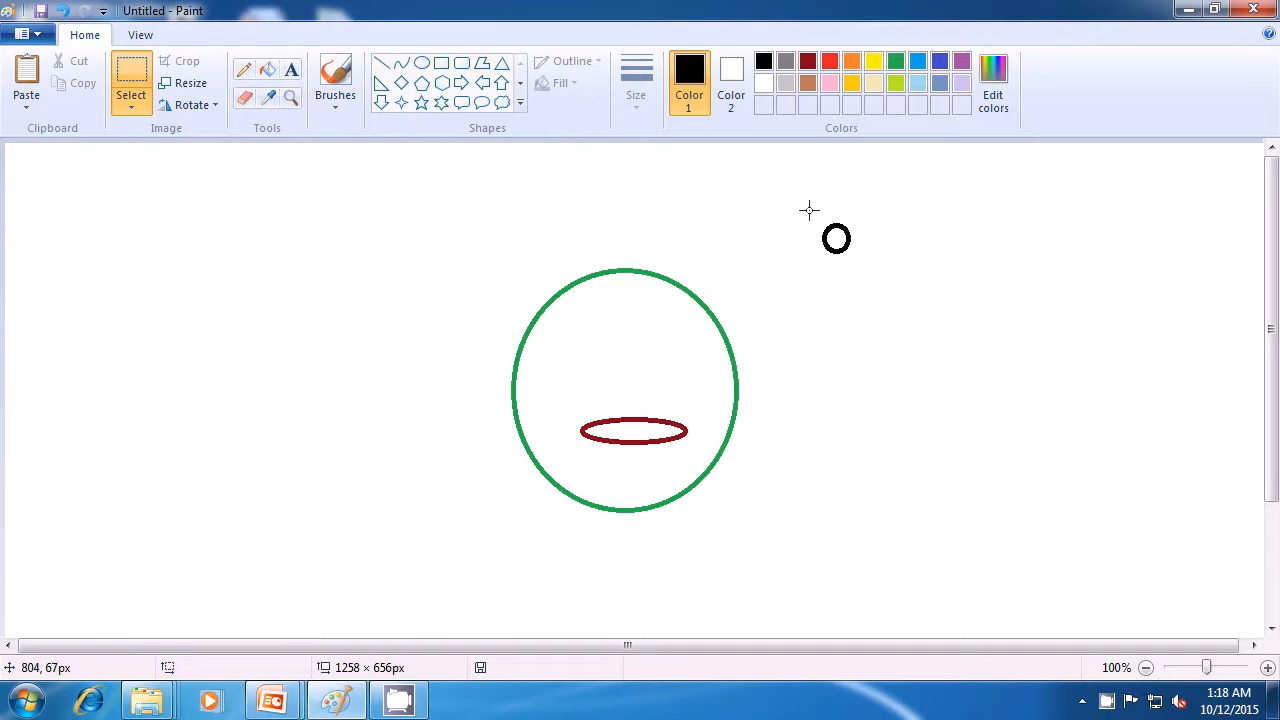 Untitled - Paint
Home View
Paste
Cut
Copy
Clipboard
Select
Crop
Resize
Rotate
Image
A
Tools
Brushes
Outline
Fill
Shapes
Size
Color 1
Color 2
Edit colors
Colors
804, 67px
1258 × 656px
100%
1:18 AM
10/12/2015